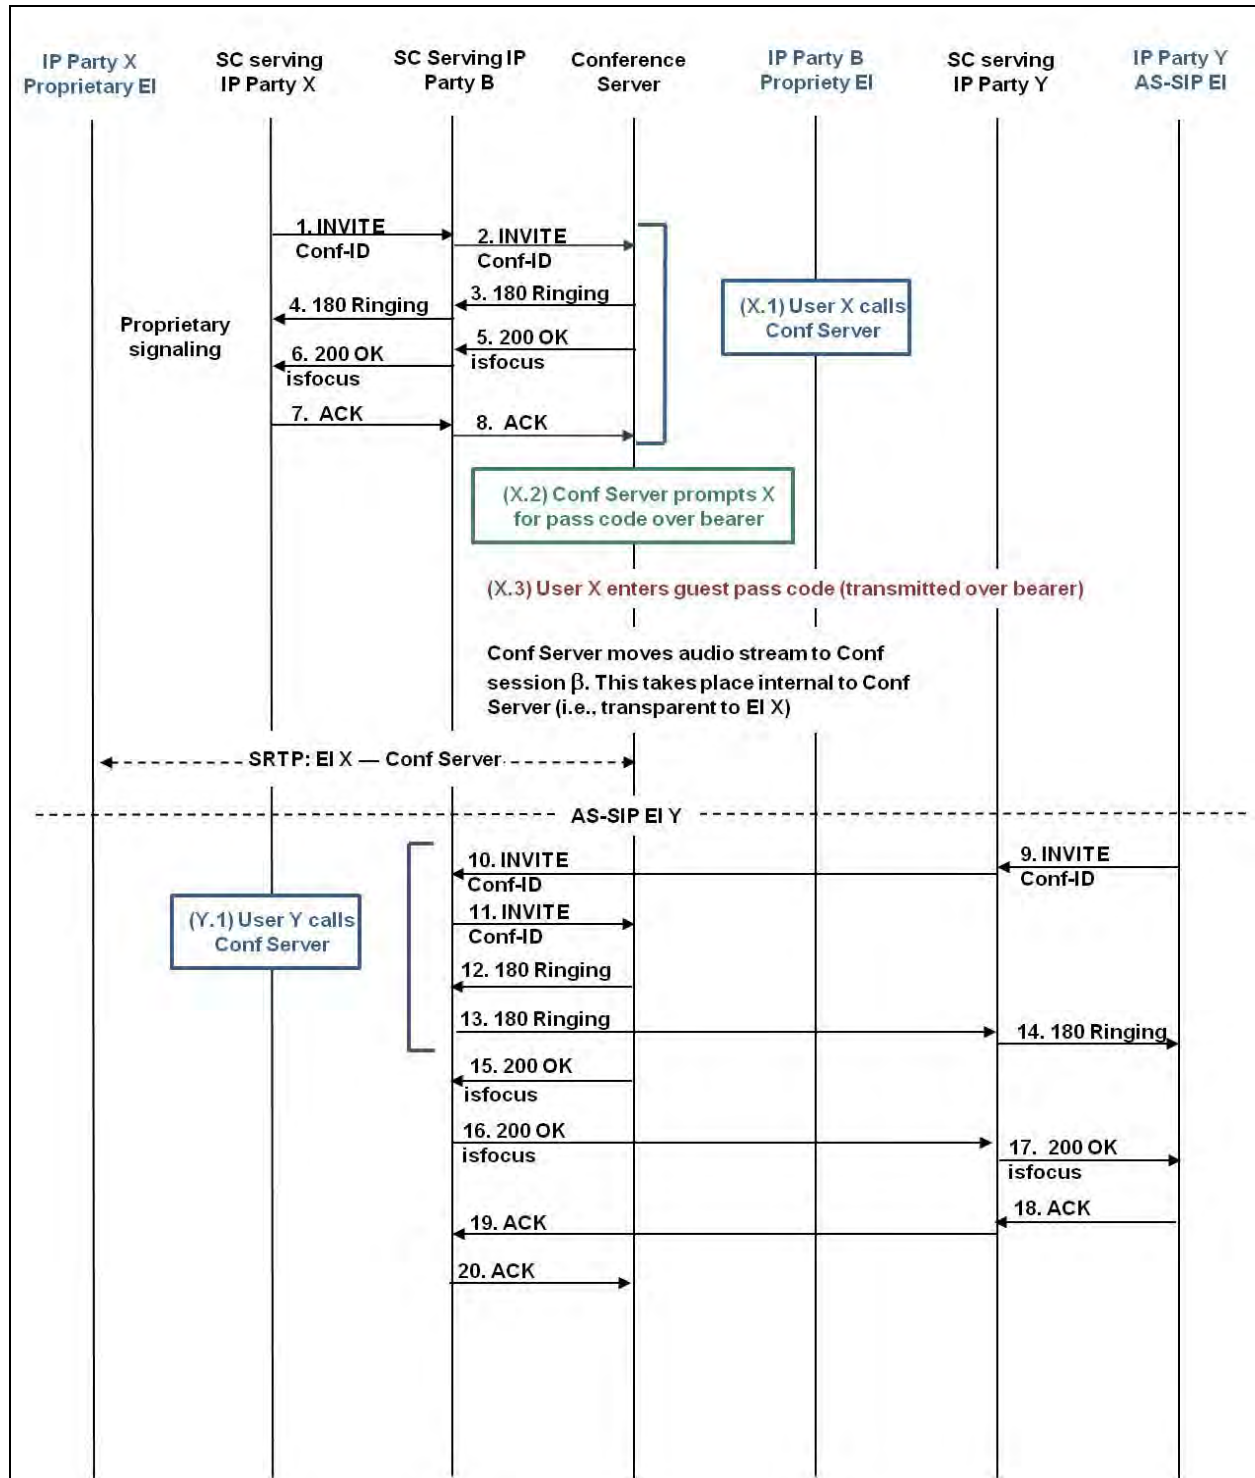 IP Party X
Proprietary EI
SC serving
IP Party X
SC Serving IP
Party B
Conference
Server
IP Party B
Propriety EI
SC serving
IP Party Y
IP Party Y
AS-SIP EI
1. INVITE
Conf-ID
2. INVITE
Conf-ID
3. 180 Ringing
4. 180 Ringing
(X.1) User X calls
Conf Server
Proprietary
signaling
5. 200 OK
isfocus
6. 200 OK
isfocus
7. ACK
8. ACK
(X.2) Conf Server prompts X
for pass code over bearer
(X.3) User X enters guest pass code (transmitted over bearer)
Conf Server moves audio stream to Conf
session β. This takes place internal to Conf
Server (i.e., transparent to EI X)
SRTP: EI X — Conf Server
AS-SIP EI Y
9. INVITE
Conf-ID
10. INVITE
Conf-ID
(Y.1) User Y calls
Conf Server
11. INVITE
Conf-ID
12. 180 Ringing
13. 180 Ringing
14. 180 Ringing
15. 200 OK
isfocus
16. 200 OK
isfocus
17. 200 OK
isfocus
18. ACK
19. ACK
20. ACK